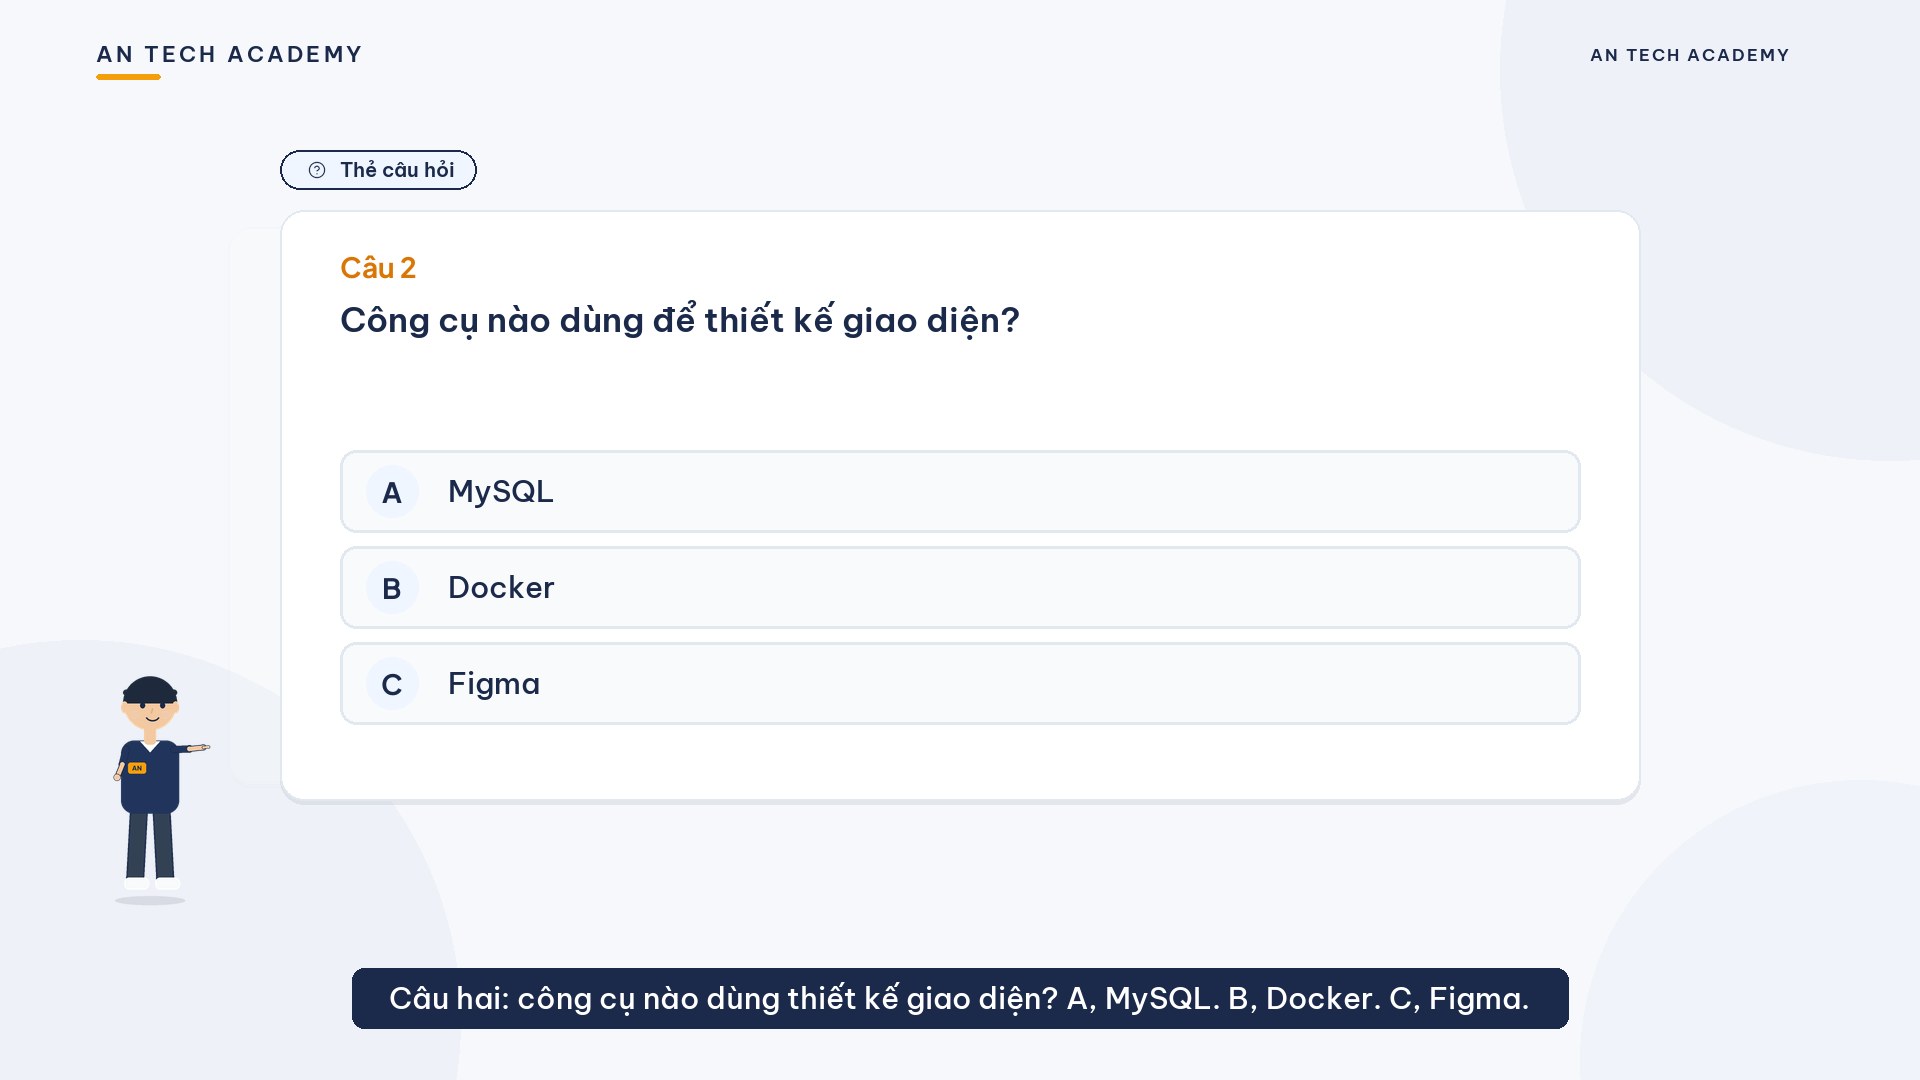 AN TECH ACADEMY
AN TECH ACADEMY
Thẻ câu hỏi
Câu 2
Công cụ nào dùng để thiết kế giao diện?
A MySQL
B Docker
C Figma
AN
Câu hai: công cụ nào dùng thiết kế giao diện? A, MySQL. B, Docker. C, Figma.